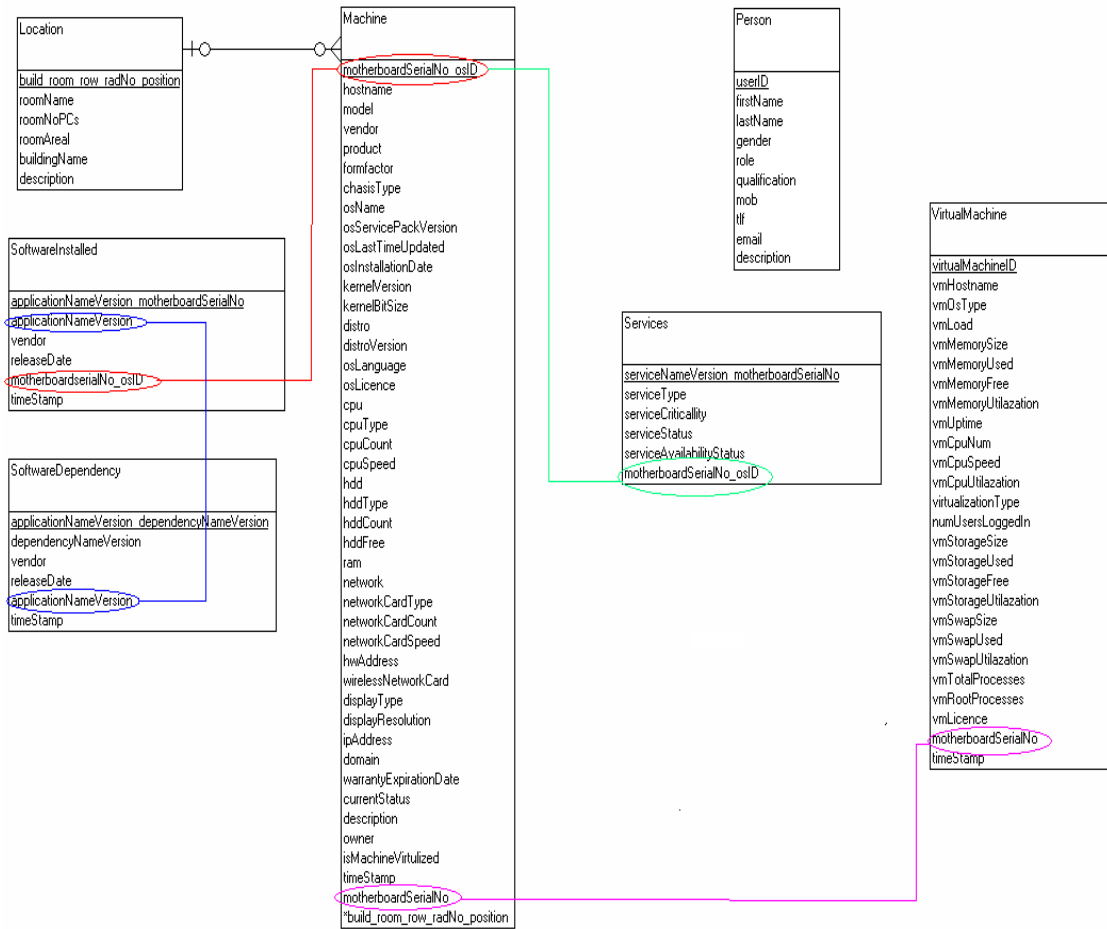 Location
build_room_row_radNo_position
roomName
roomNoPCs
roomAreal
buildingName
description
Machine
motherboardSerialNo_osID
hostname
model
vendor
product
formfactor
chasisType
osName
osServicePackVersion
osLastTimeUpdated
osInstallationDate
kernelVersion
kernelBitSize
distro
distroVersion
osLanguage
osLicence
cpu
cpuType
cpuCount
cpuSpeed
hdd
hddType
hddCount
hddFree
ram
network
networkCardType
networkCardCount
networkCardSpeed
hwAddress
wirelessNetworkCard
displayType
displayResolution
ipAddress
domain
warrantyExpirationDate
currentStatus
description
owner
isMachineVirtulized
timeStamp
motherboardSerialNo
*build_room_row_radNo_position
Person
userID
firstName
lastName
gender
role
qualification
mob
tlf
email
description
SoftwareInstalled
applicationNameVersion_motherboardSerialNo
applicationNameVersion
vendor
releaseDate
motherboardserialNo_osID
timeStamp
SoftwareDependency
applicationNameVersion_dependencyNameVersion
dependencyNameVersion
vendor
releaseDate
applicationNameVersion
timeStamp
Services
serviceNameVersion_motherboardSerialNo
serviceType
serviceCriticallity
serviceStatus
serviceAvailabilityStatus
motherboardSerialNo_osID
VirtualMachine
virtualMachineID
vmHostname
vmOsType
vmLoad
vmMemorySize
vmMemoryUsed
vmMemoryFree
vmMemoryUtilazation
vmUptime
vmCpuNum
vmCpuSpeed
vmCpuUtilazation
virtualizationType
numUsersLoggedIn
vmStorageSize
vmStorageUsed
vmStorageFree
vmStorageUtilazation
vmSwapSize
vmSwapUsed
vmSwapUtilazation
vmTotalProcesses
vmRootProcesses
vmLicence
motherboardSerialNo
timeStamp